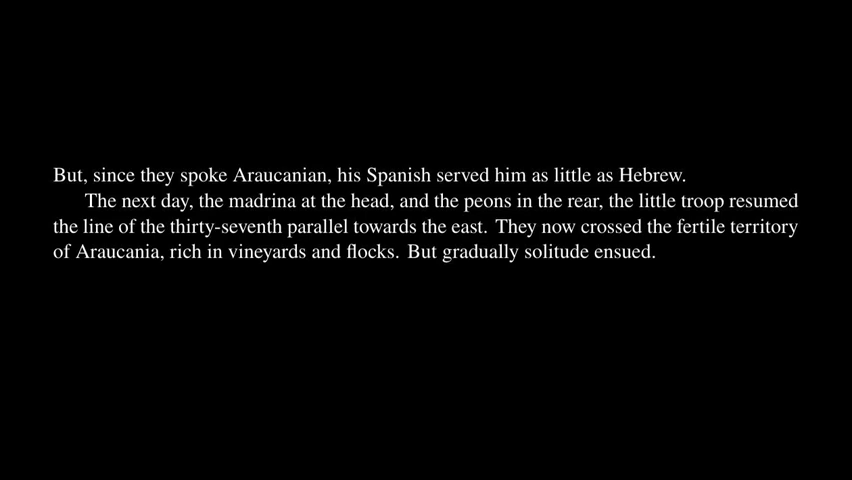 But, since they spoke Araucanian, his Spanish served him as little as Hebrew.
The next day, the madrina at the head, and the peons in the rear, the little troop resumed
the line of the thirty-seventh parallel towards the east. They now crossed the fertile territory
of Araucania, rich in vineyards and flocks. But gradually solitude ensued.